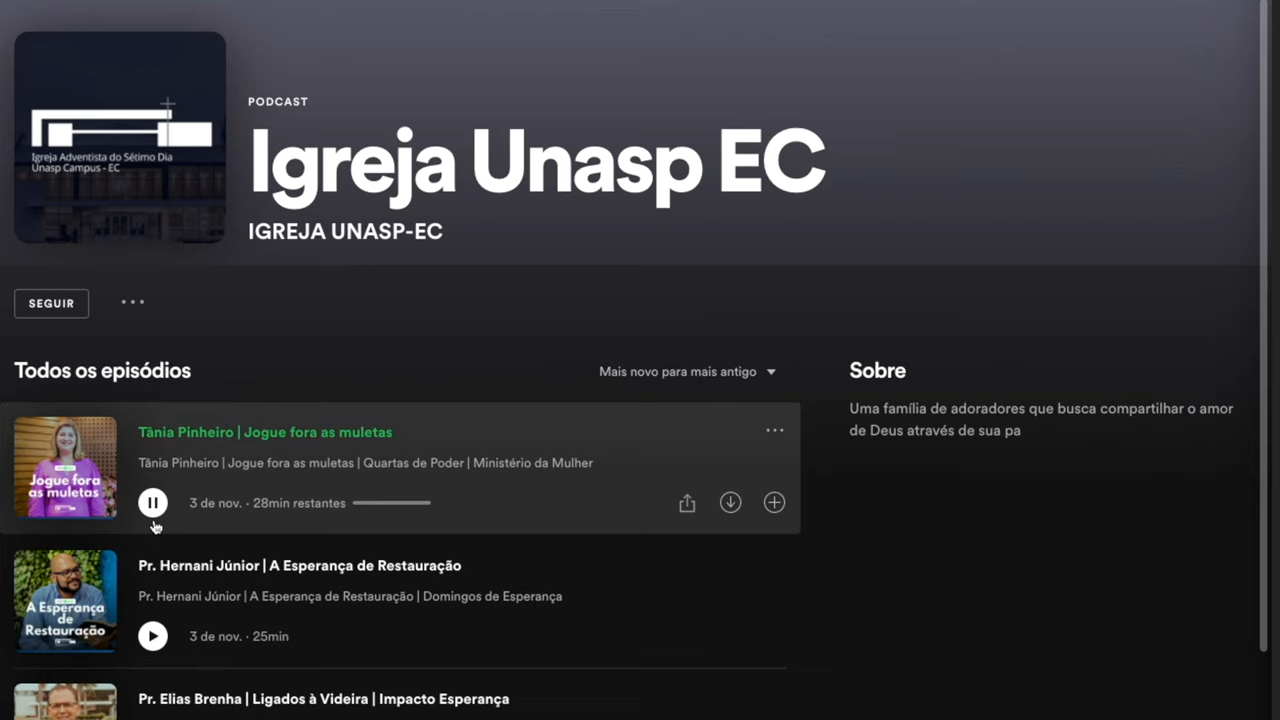 Igreja Adventista do Sétimo Dia
Unasp Campus - EC
PODCAST
Igreja Unasp EC
IGREJA UNASP-EC
SEGUIR
Todos os episódios
Mais novo para mais antigo
Sobre
Uma família de adoradores que busca compartilhar o amor
de Deus através de sua pa
Jogue fora
as muletas
Tânia Pinheiro | Jogue fora as muletas
Tânia Pinheiro | Jogue fora as muletas | Quartas de Poder | Ministério da Mulher
3 de nov. · 28min restantes
A Esperança
de
Restauração
Pr. Hernani Júnior | A Esperança de Restauração
Pr. Hernani Júnior | A Esperança de Restauração | Domingos de Esperança
3 de nov. · 25min
Pr. Elias Brenha | Ligados à Videira | Impacto Esperança